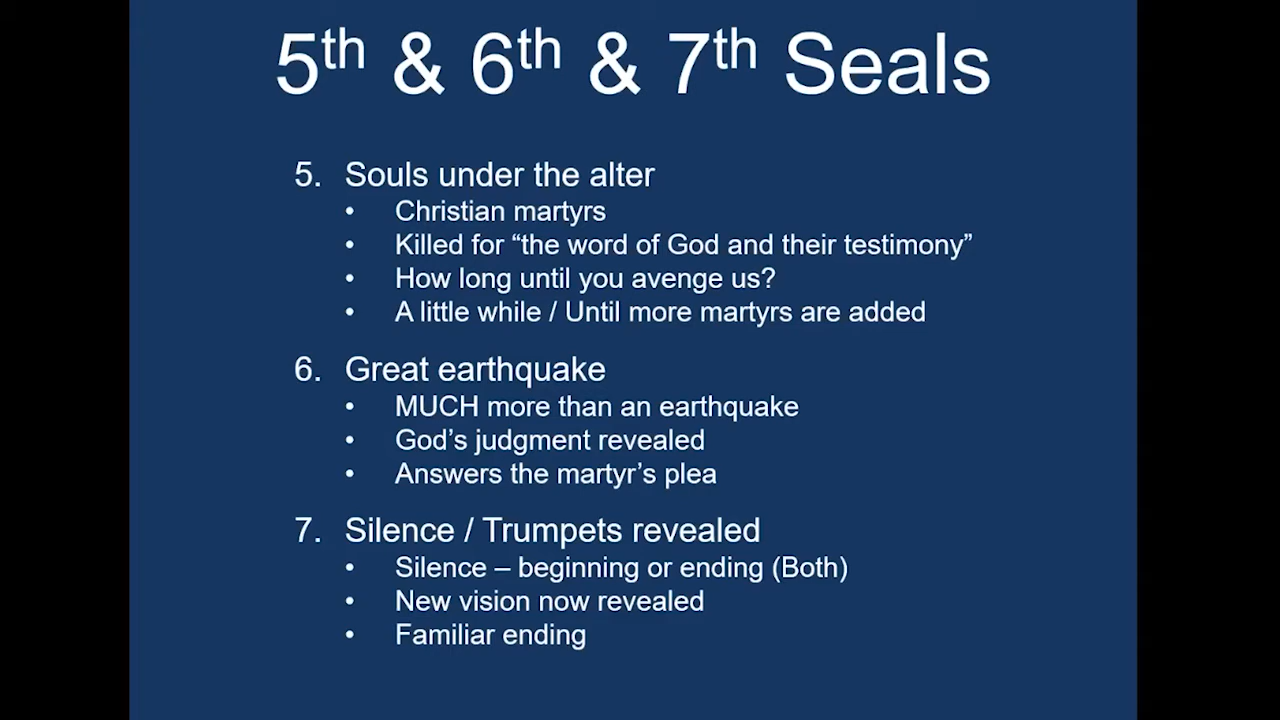 5th & 6th & 7th Seals
5. Souls under the alter
• Christian martyrs
• Killed for “the word of God and their testimony”
• How long until you avenge us?
• A little while / Until more martyrs are added
6. Great earthquake
• MUCH more than an earthquake
• God’s judgment revealed
• Answers the martyr’s plea
7. Silence / Trumpets revealed
• Silence – beginning or ending (Both)
• New vision now revealed
• Familiar ending